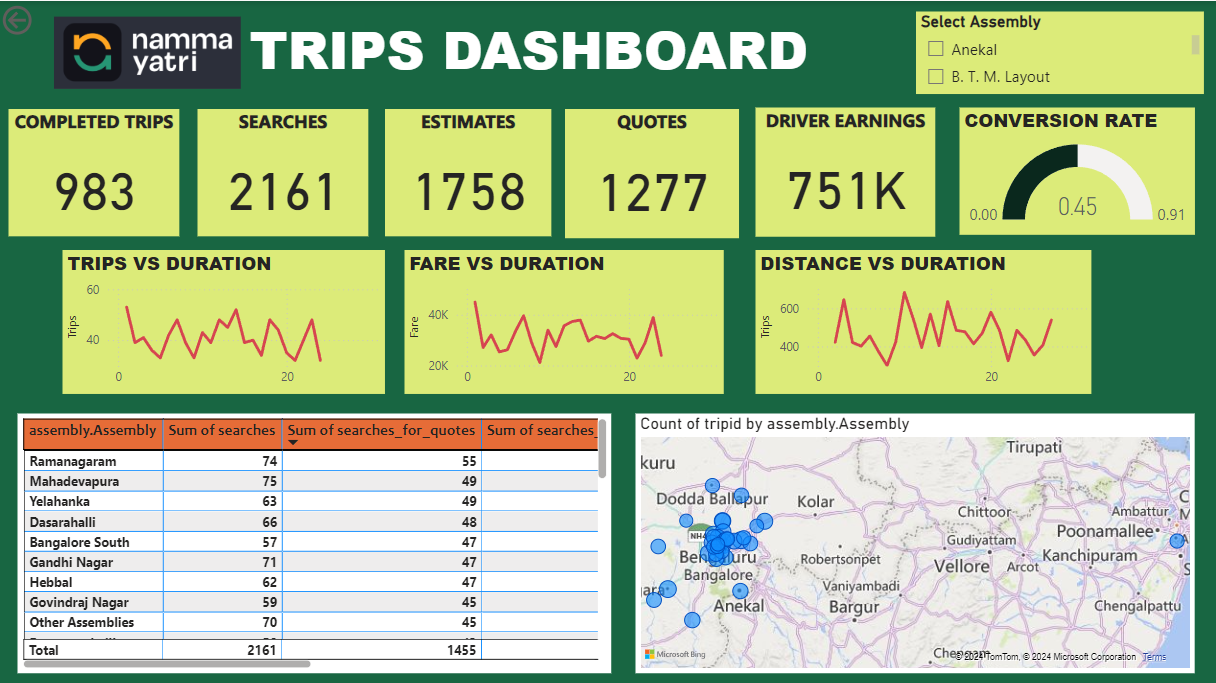 namma
yatri
TRIPS DASHBOARD
Select Assembly
Anekal
B. T. M. Layout
COMPLETED TRIPS
983
SEARCHES
2161
ESTIMATES
1758
QUOTES
1277
DRIVER EARNINGS
751K
CONVERSION RATE
0.00
0.45
0.91
TRIPS VS DURATION
Trips
60
40
0
20
FARE VS DURATION
Fare
40K
20K
0
20
DISTANCE VS DURATION
Trips
600
400
0
20
assembly.Assembly Sum of searches Sum of searches_for_quotes Sum of searches_
Ramanagaram 74 55
Mahadevapura 75 49
Yelahanka 63 49
Dasarahalli 66 48
Bangalore South 57 47
Gandhi Nagar 71 47
Hebbal 62 47
Govindraj Nagar 59 45
Other Assemblies 70 45
Total 2161 1455
Count of tripid by assembly.Assembly
Tirupati
kuru
Dodda Ballapur
Kolar
Chittoor
Ambattur
NH4
Poonamallee
Gudiyattam
Kanchipuram
Robertsonpet
Vellore
Arcot
Bangalore
Vaniyambadi
Anekal
Bargur
Chengalpattu
Microsoft Bing
© 2024 TomTom, © 2024 Microsoft Corporation Terms